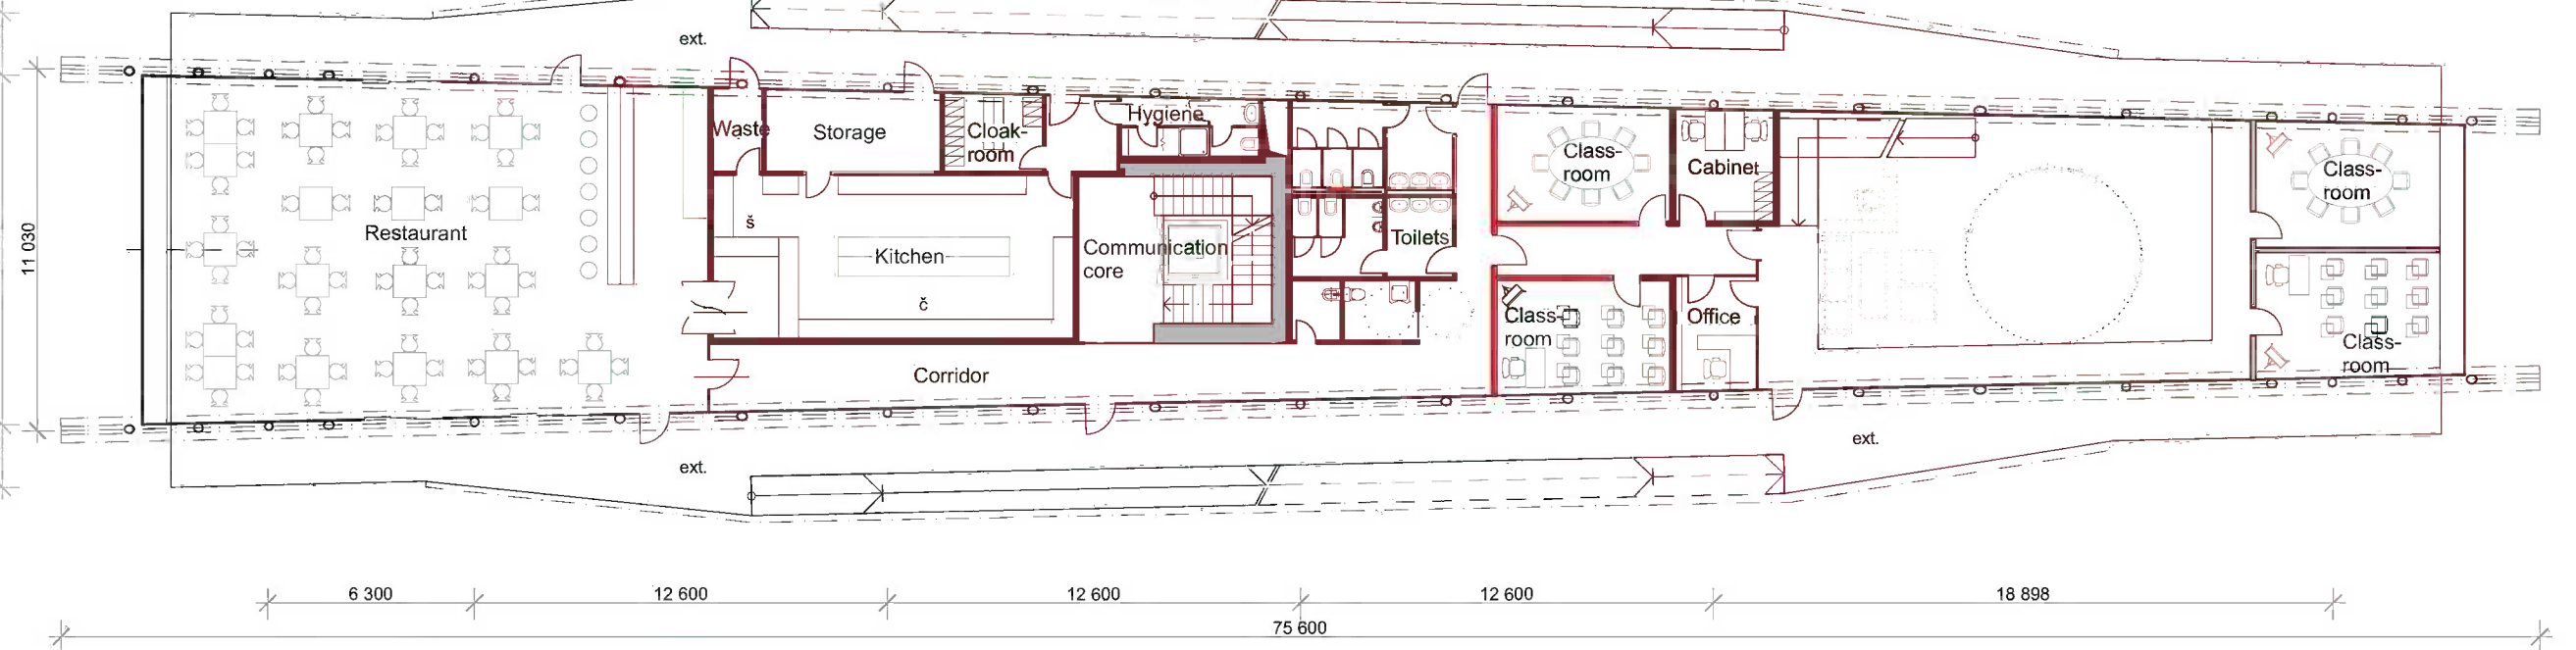 ext.
Waste
Storage
Cloak-
room
Hygiene
Class-
room
Cabinet
Class-
room
11 030
Restaurant
š
Kitchen
č
Communication
core
Toilets
Class-
room
Office
Class-
room
Corridor
ext.
ext.
6 300
12 600
12 600
12 600
18 898
75 600